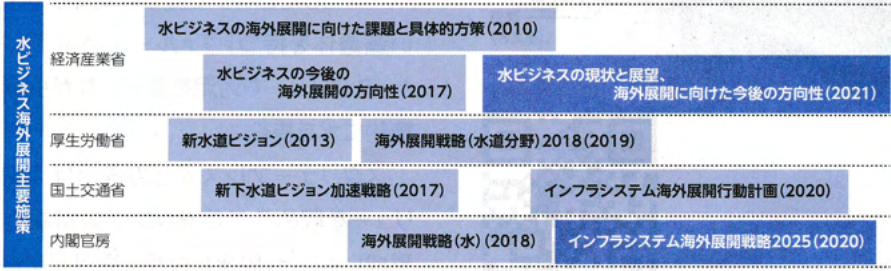 水ビジネス海外展開主要施策
経済産業省
水ビジネスの海外展開に向けた課題と具体的方策(2010)
水ビジネスの今後の
海外展開の方向性(2017)
水ビジネスの現状と展望、
海外展開に向けた今後の方向性(2021)
厚生労働省
新水道ビジョン(2013)
海外展開戦略(水道分野)2018(2019)
国土交通省
新下水道ビジョン加速戦略(2017)
インフラシステム海外展開行動計画(2020)
内閣官房
海外展開戦略(水)(2018)
インフラシステム海外展開戦略2025(2020)